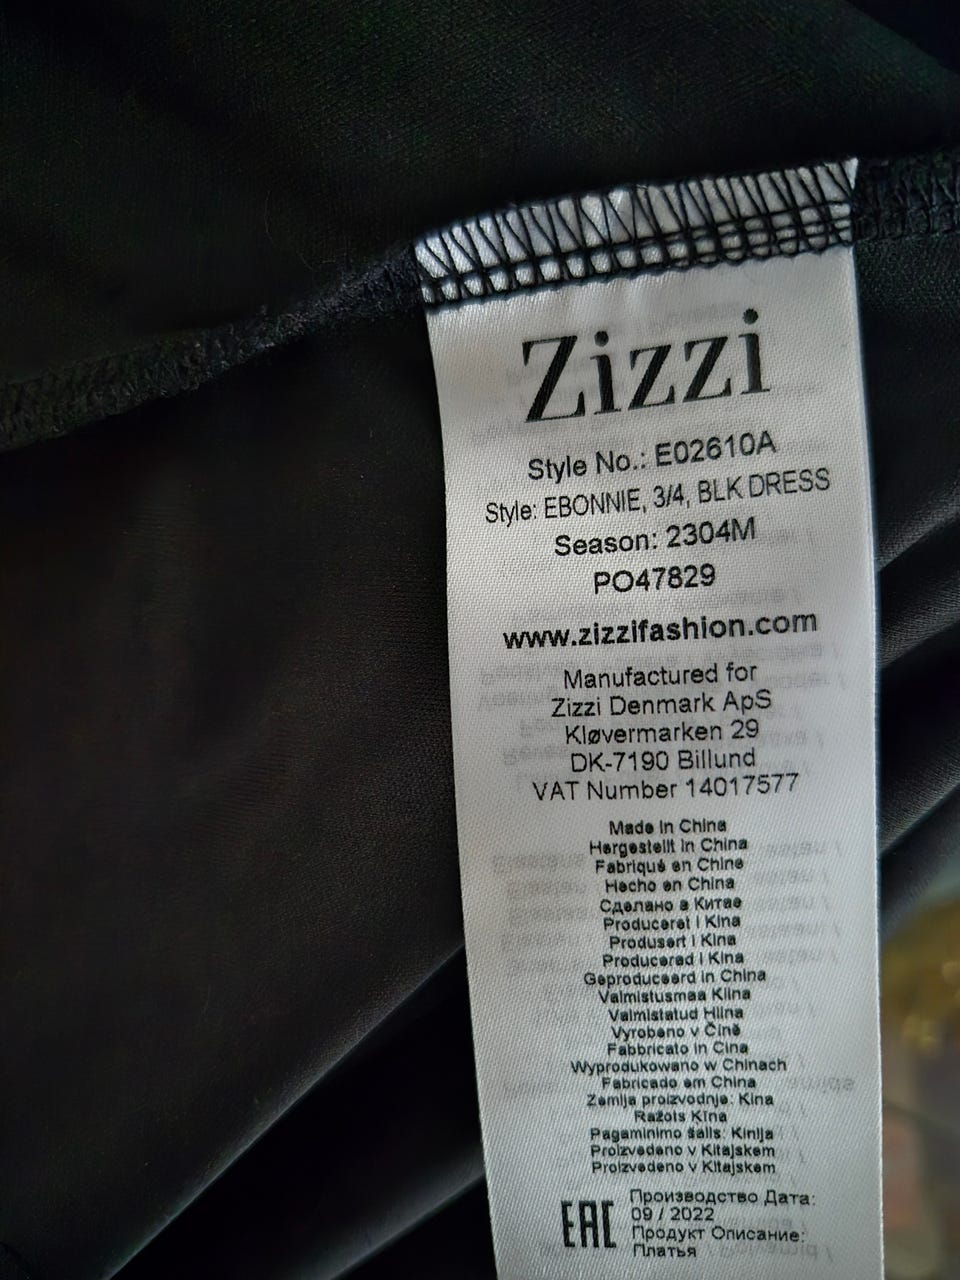 Zizzi
Style No.: E02610A
Style: EBONNIE, 3/4, BLK DRESS
Season: 2304M
PO47829
www.zizzifashion.com
Manufactured for
Zizzi Denmark ApS
Kløvermarken 29
DK-7190 Billund
VAT Number 14017577
Made in China
Hergestellt in China
Fabriqué en Chine
Hecho en China
Сделано в Китае
Produceret i Kina
Produsert i Kina
Producerad i Kina
Geproduceerd in China
Valmistusmaa Kiina
Valmistatud Hiina
Vyrobeno v Číně
Fabbricato in Cina
Wyprodukowano w Chinach
Fabricado em China
Zemlja proizvodnje: Kina
Ražots Ķīna
Pagaminimo šalis: Kinija
Proizvedeno v Kitajskem
Proizvedeno v Kitajskem
EAC
Производство Дата:
09 / 2022
Продукт Описание:
Платья